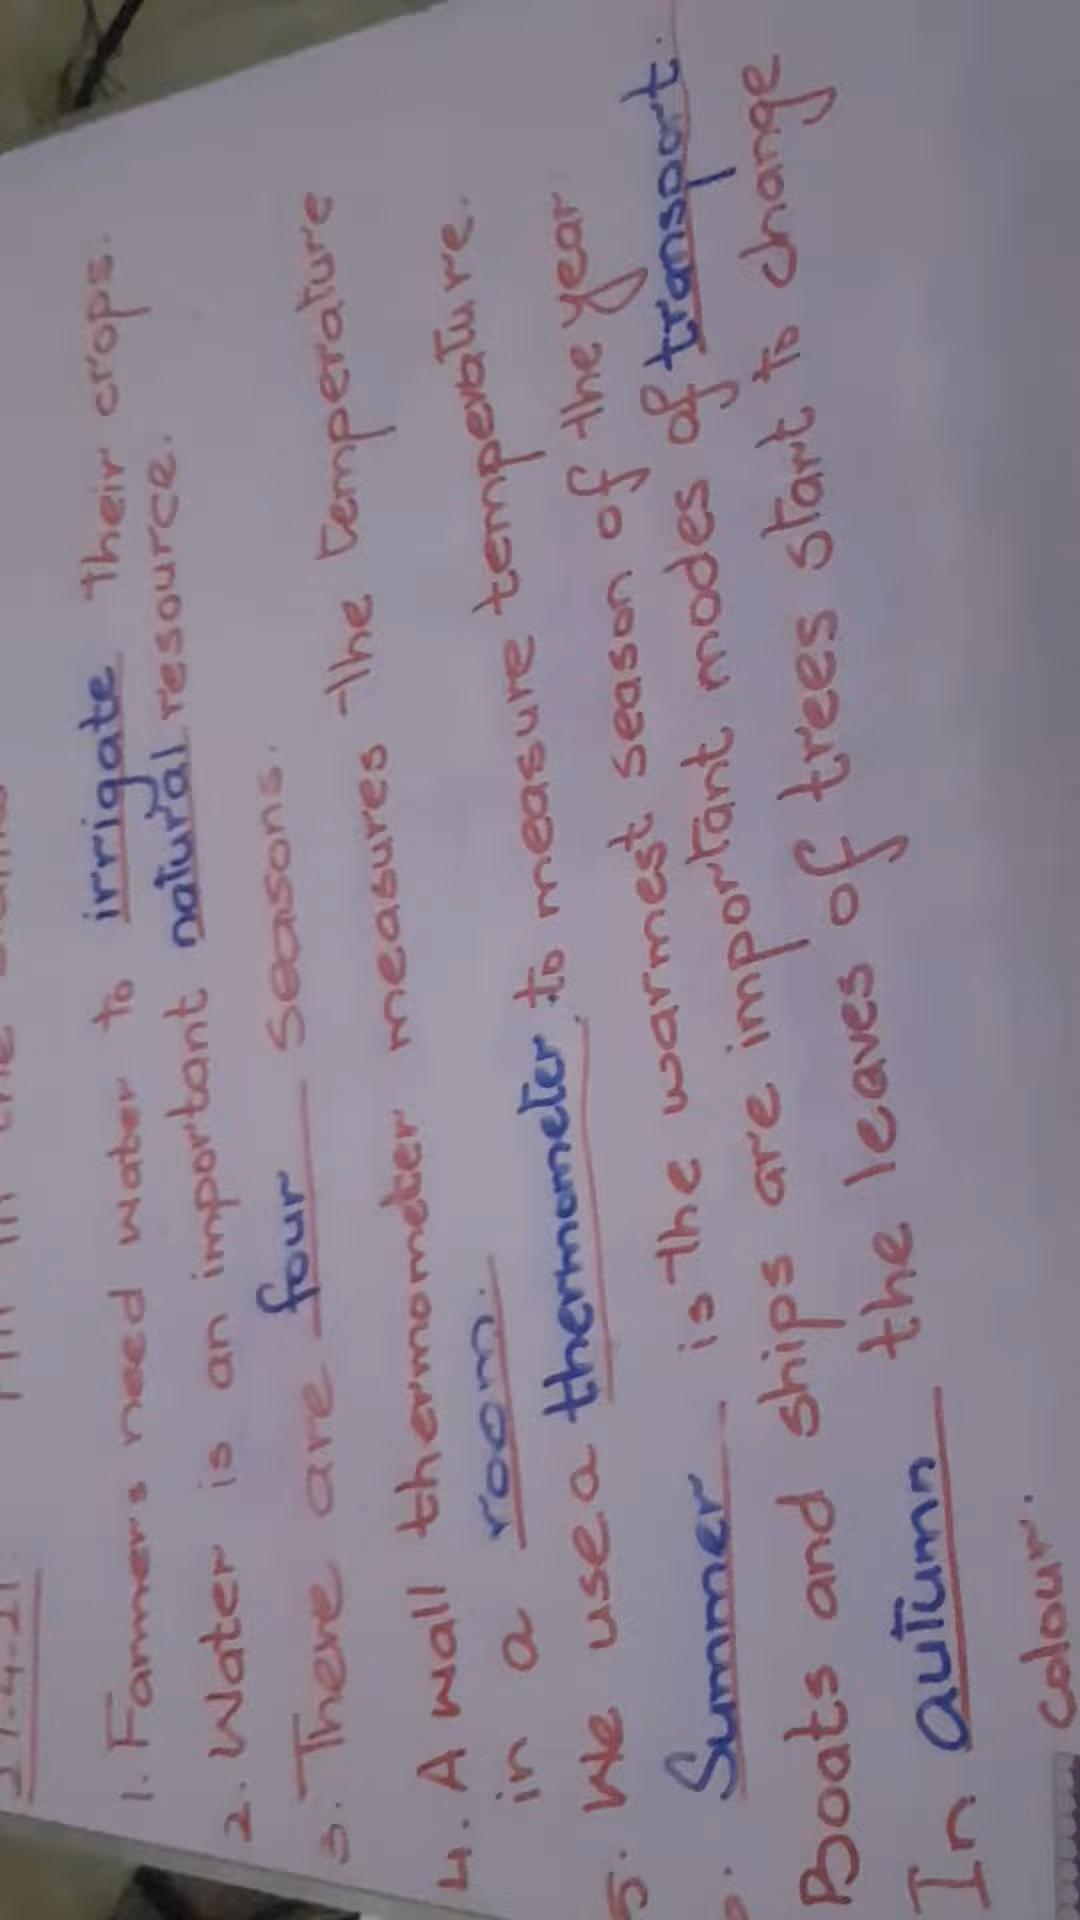 Fill in the
1. Farmers need water to irrigate their crops.
2. Water is an important natural resource.
3. There are four seasons.
4. A wall thermometer measures the temperature
in a room.
5. We use a thermometer to measure temperature.
Summer is the warmest season of the year.
Boats and ships are important modes of transport.
In autumn the leaves of trees start to change
colour.